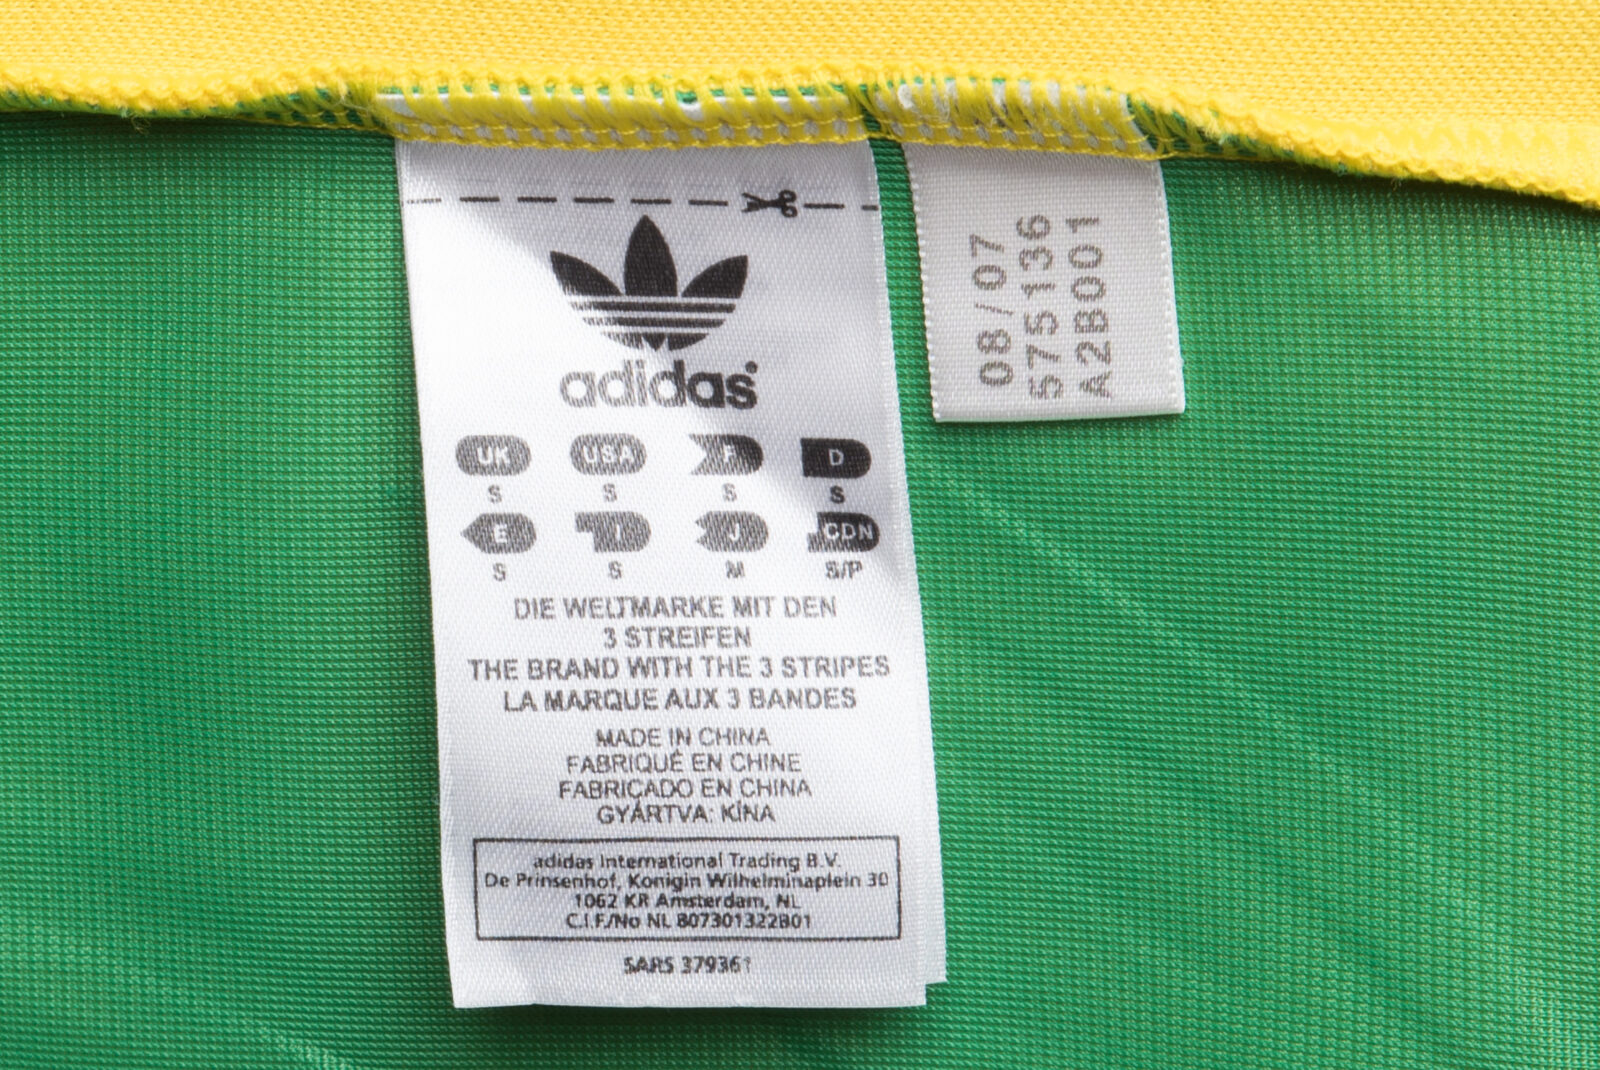 adidas
UK USA F D
S S S S
E I J CDN
S S M S/P
DIE WELTMARKE MIT DEN
3 STREIFEN
THE BRAND WITH THE 3 STRIPES
LA MARQUE AUX 3 BANDES
MADE IN CHINA
FABRIQUÉ EN CHINE
FABRICADO EN CHINA
GYÁRTVA: KÍNA
adidas International Trading B.V.
De Prinsenhof, Konigin Wilhelminaplein 30
1062 KR Amsterdam, NL
C.I.F./No NL 807301322B01
SARS 379361
08/07
575136
A2B001